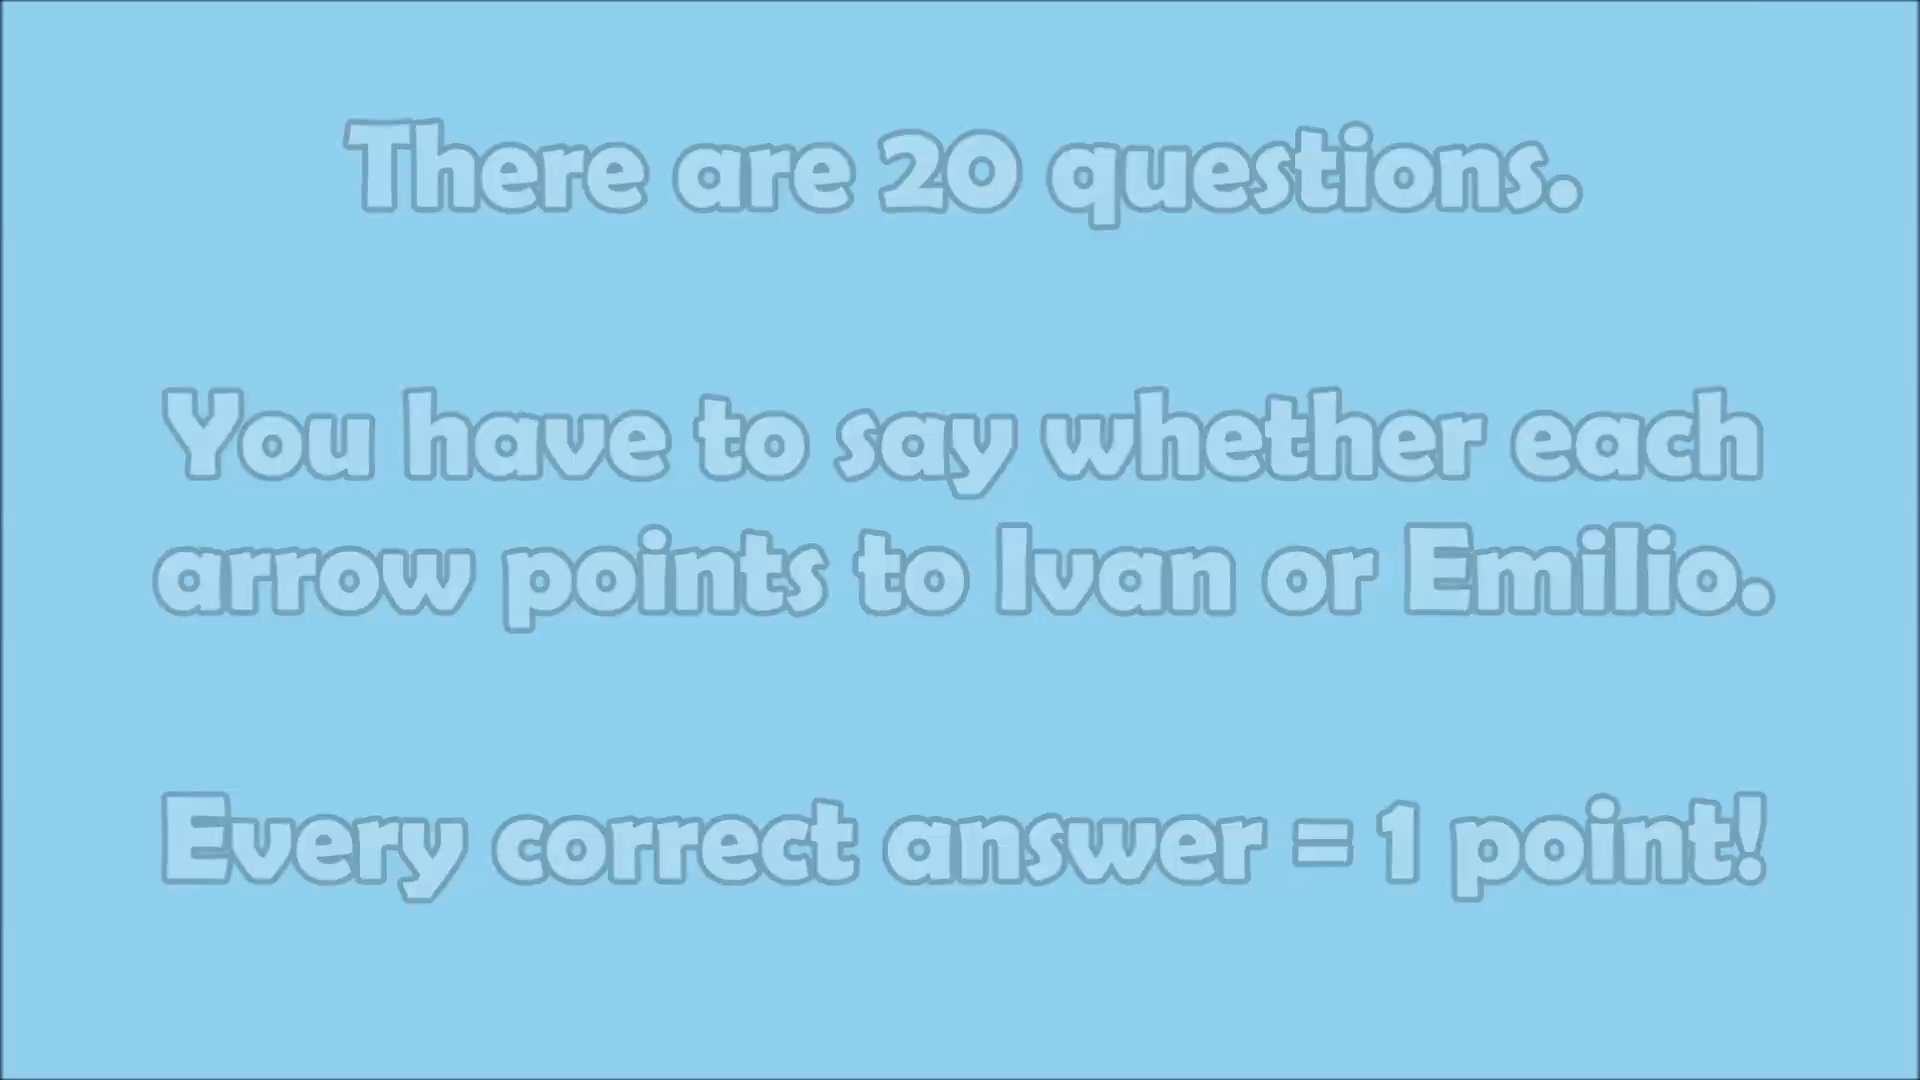 There are 20 questions.
You have to say whether each
arrow points to Ivan or Emilio.
Every correct answer = 1 point!